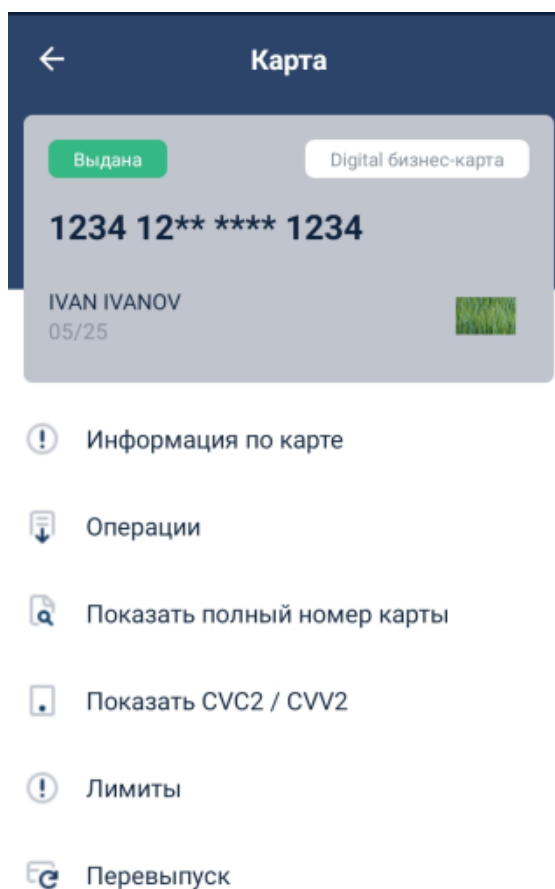 Карта
Выдана
Digital бизнес-карта
1234 12** **** 1234
IVAN IVANOV
05/25
Информация по карте
Операции
Показать полный номер карты
Показать CVC2 / CVV2
Лимиты
Перевыпуск